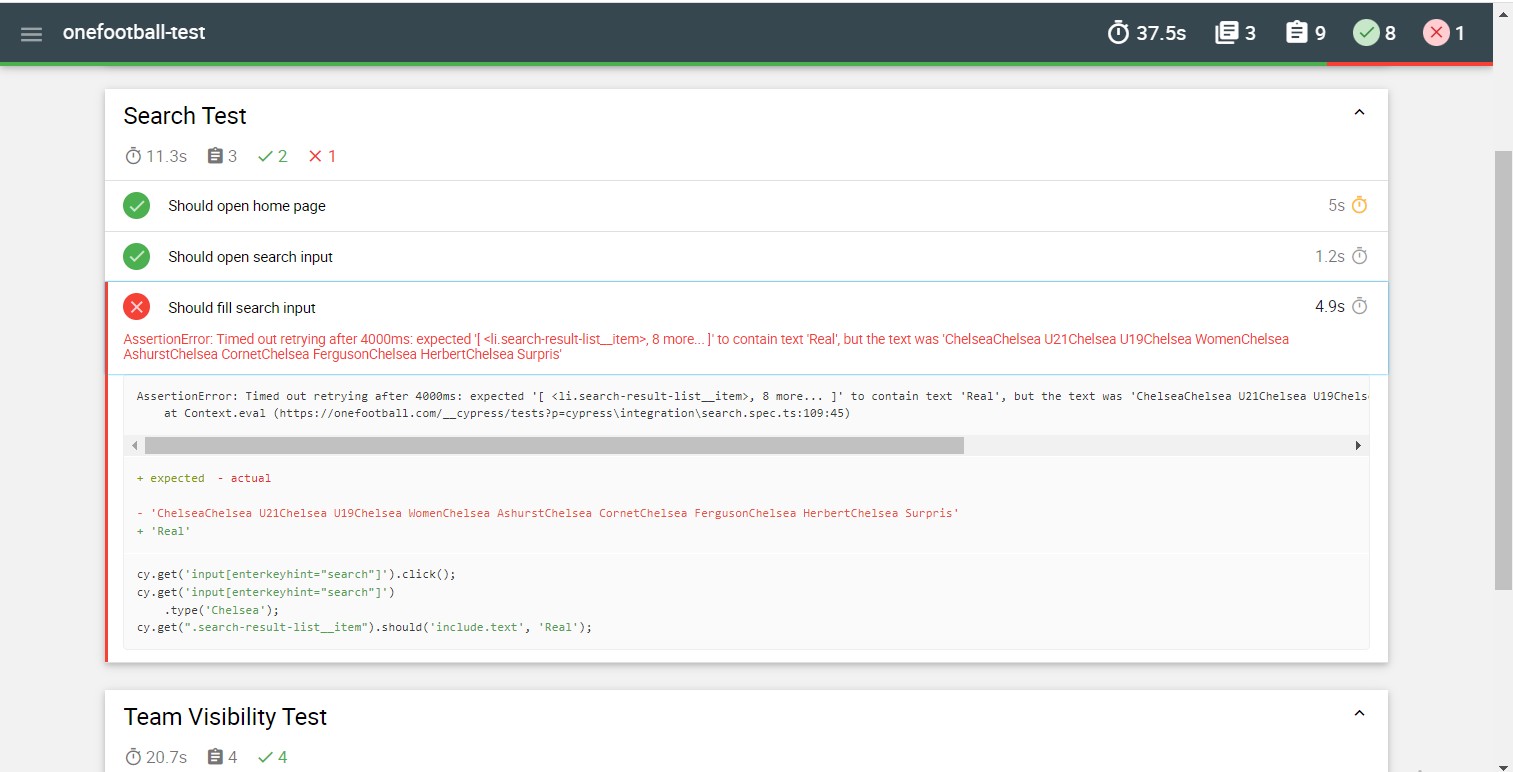 onefootball-test 37.5s 3 9 8 1
Search Test
11.3s 3 2 1
Should open home page 5s
Should open search input 1.2s
Should fill search input 4.9s
AssertionError: Timed out retrying after 4000ms: expected '[ <li.search-result-list__item>, 8 more... ]' to contain text 'Real', but the text was 'ChelseaChelsea U21Chelsea U19Chelsea WomenChelsea
AshurstChelsea CornetChelsea FergusonChelsea HerbertChelsea Surpris'
AssertionError: Timed out retrying after 4000ms: expected '[ <li.search-result-list__item>, 8 more... ]' to contain text 'Real', but the text was 'ChelseaChelsea U21Chelsea U19Chels
at Context.eval (https://onefootball.com/__cypress/tests?p=cypress\integration\search.spec.ts:109:45)
+ expected - actual
- 'ChelseaChelsea U21Chelsea U19Chelsea WomenChelsea AshurstChelsea CornetChelsea FergusonChelsea HerbertChelsea Surpris'
+ 'Real'
cy.get('input[enterkeyhint="search"]').click();
cy.get('input[enterkeyhint="search"]')
.type('Chelsea');
cy.get(".search-result-list__item").should('include.text', 'Real');
Team Visibility Test
20.7s 4 4